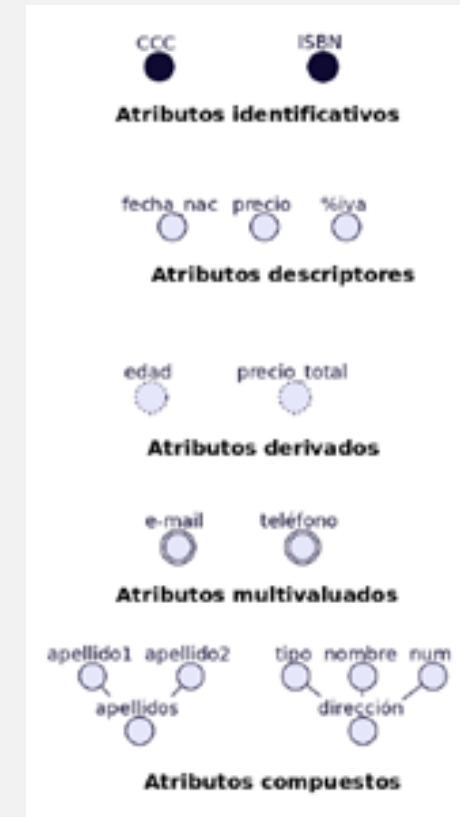 CCC ISBN
Atributos identificativos
fecha_nac precio %iva
Atributos descriptores
edad precio_total
Atributos derivados
e-mail teléfono
Atributos multivaluados
apellido1 apellido2 tipo nombre num
apellidos dirección
Atributos compuestos